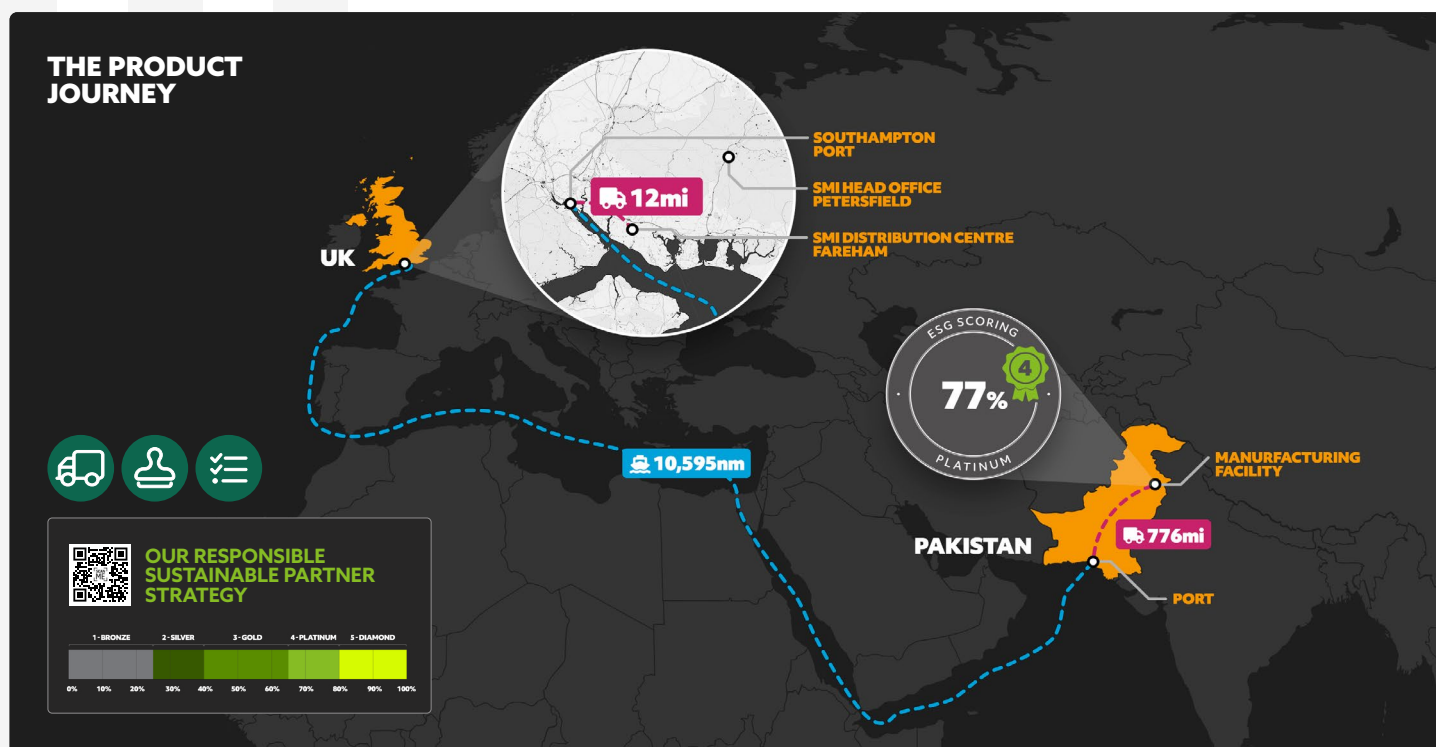 THE PRODUCT
JOURNEY
SOUTHAMPTON
PORT
12mi
SMI HEAD OFFICE
PETERSFIELD
SMI DISTRIBUTION CENTRE
FAREHAM
UK
ESG SCORING
4
77%
PLATINUM
10,595nm
MANURFACTURING
FACILITY
776mi
PAKISTAN
PORT
OUR RESPONSIBLE
SUSTAINABLE PARTNER
STRATEGY
1-BRONZE 2-SILVER 3-GOLD 4-PLATINUM 5-DIAMOND
0% 10% 20% 30% 40% 50% 60% 70% 80% 90% 100%